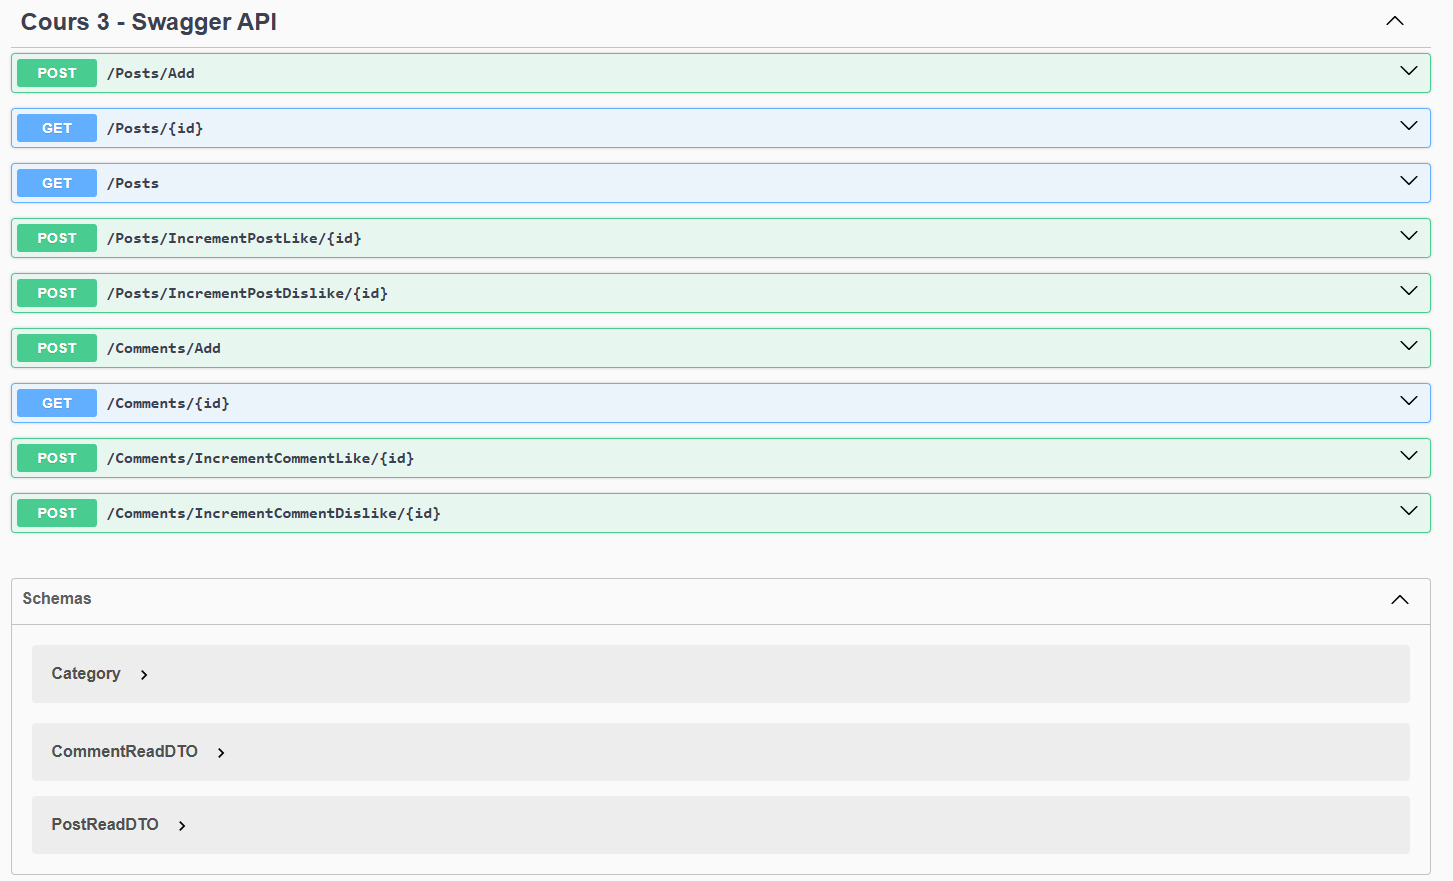 Cours 3 - Swagger API
POST /Posts/Add
GET /Posts/{id}
GET /Posts
POST /Posts/IncrementPostLike/{id}
POST /Posts/IncrementPostDislike/{id}
POST /Comments/Add
GET /Comments/{id}
POST /Comments/IncrementCommentLike/{id}
POST /Comments/IncrementCommentDislike/{id}
Schemas
Category
CommentReadDTO
PostReadDTO